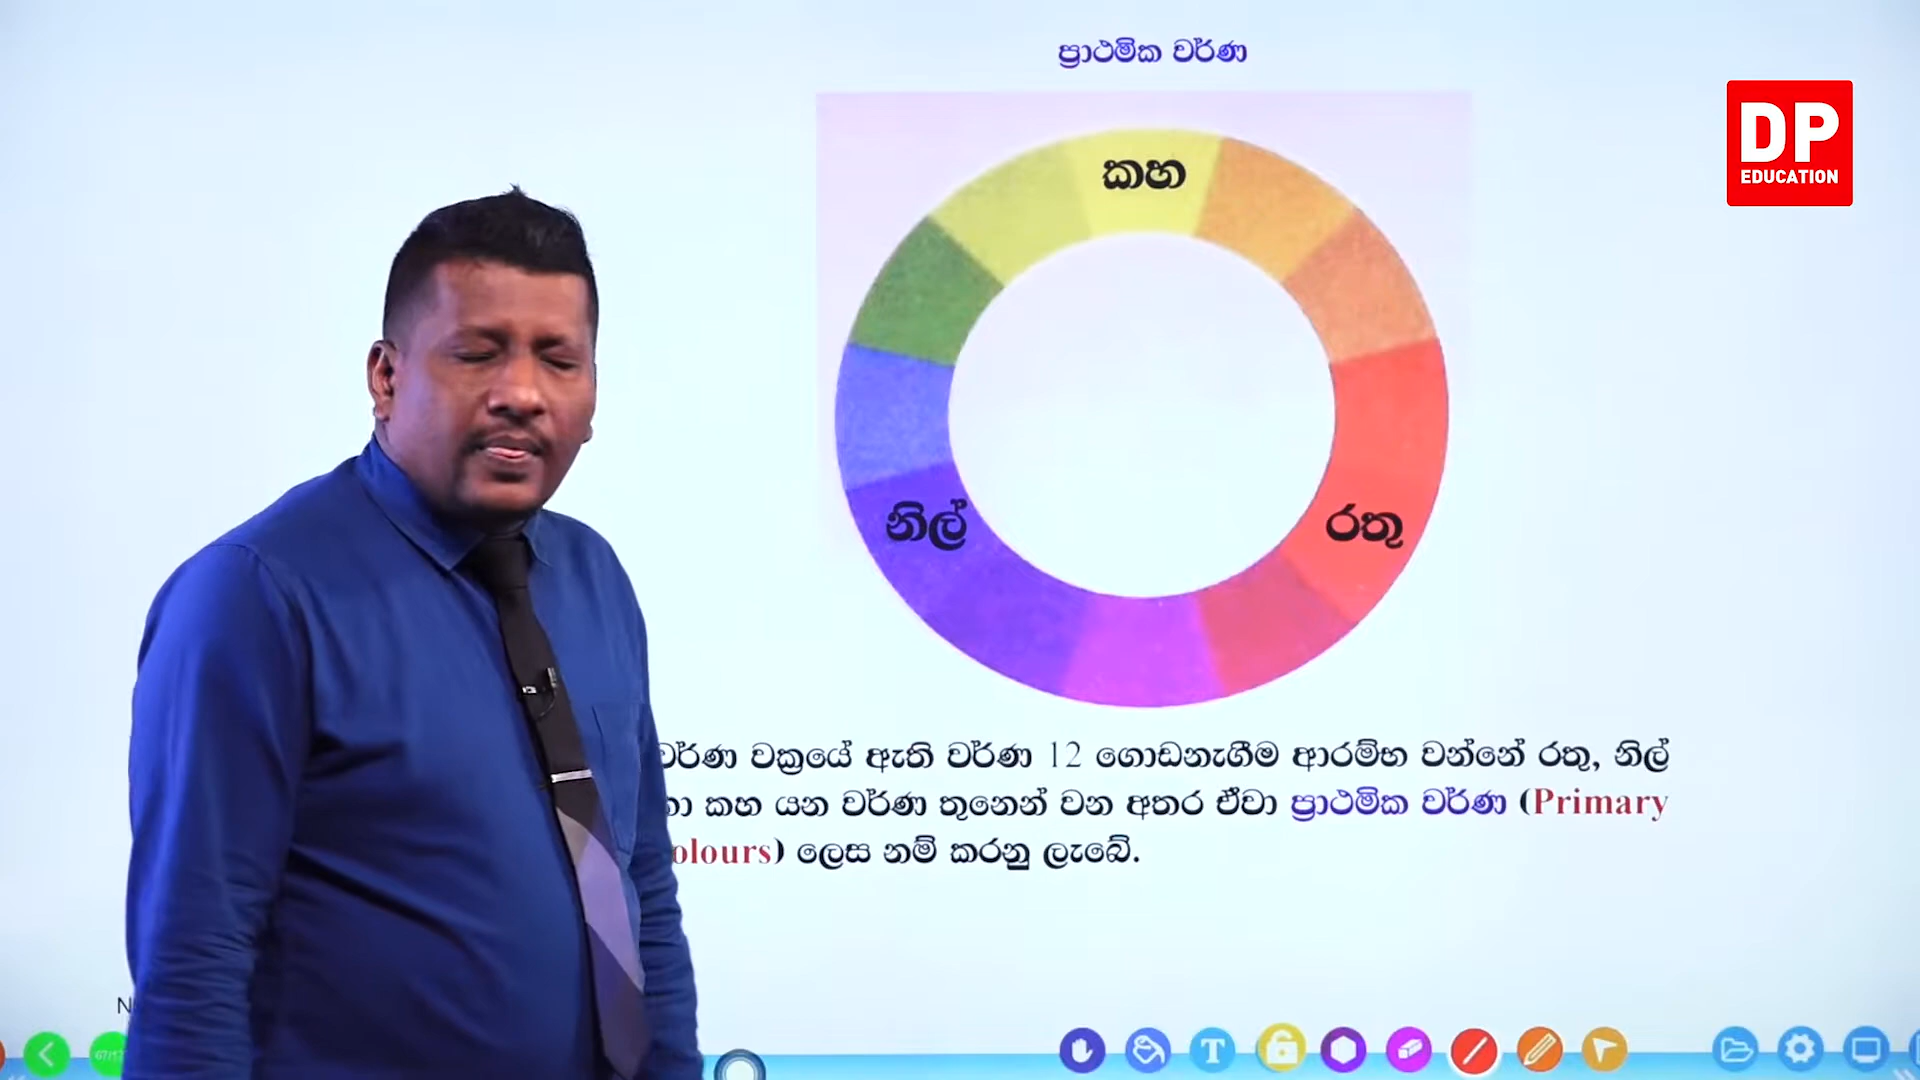 ප්‍රාථමික වර්ණ
DP
EDUCATION
කහ
නිල්
රතු
වර්ණ චක්‍රයේ ඇති වර්ණ 12 ගොඩනැගීම ආරම්භ වන්නේ රතු, නිල්
කහ යන වර්ණ තුනෙන් වන අතර ඒවා ප්‍රාථමික වර්ණ (Primary
olours) ලෙස නම් කරනු ලැබේ.
T